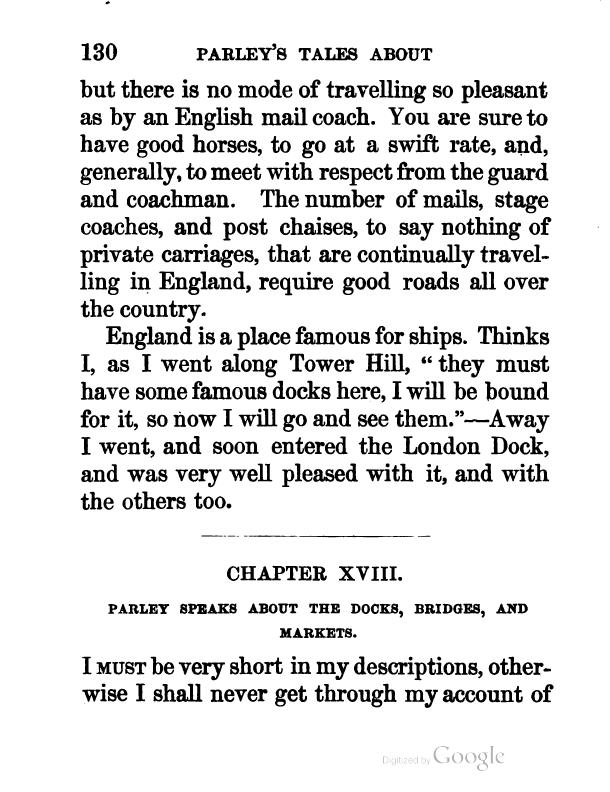 130 PARLEY'S TALES ABOUT
but there is no mode of travelling so pleasant
as by an English mail coach. You are sure to
have good horses, to go at a swift rate, and,
generally, to meet with respect from the guard
and coachman. The number of mails, stage
coaches, and post chaises, to say nothing of
private carriages, that are continually travel-
ling in England, require good roads all over
the country.
England is a place famous for ships. Thinks
I, as I went along Tower Hill, “ they must
have some famous docks here, I will be bound
for it, so now I will go and see them.”—Away
I went, and soon entered the London Dock,
and was very well pleased with it, and with
the others too.
CHAPTER XVIII.
PARLEY SPEAKS ABOUT THE DOCKS, BRIDGES, AND
MARKETS.
I MUST be very short in my descriptions, other-
wise I shall never get through my account of
Digitized by Google